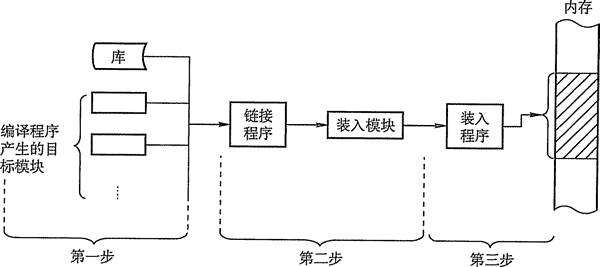 内存
库
编译程序
产生的目
标模块
链接
程序
装入模块
装入
程序
第一步
第二步
第三步